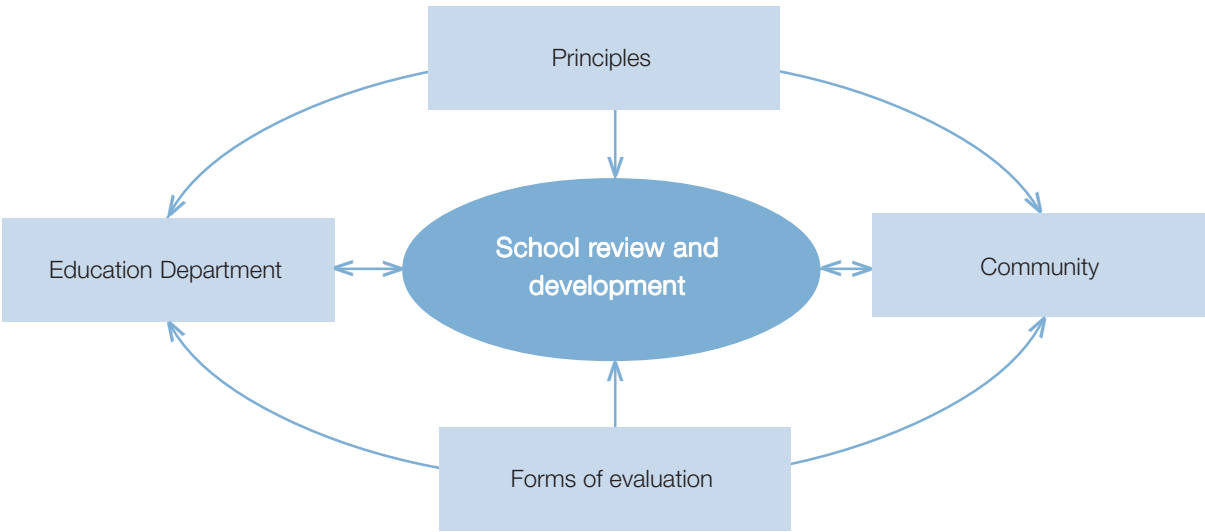 Principles
School review and
development
Education Department
Community
Forms of evaluation